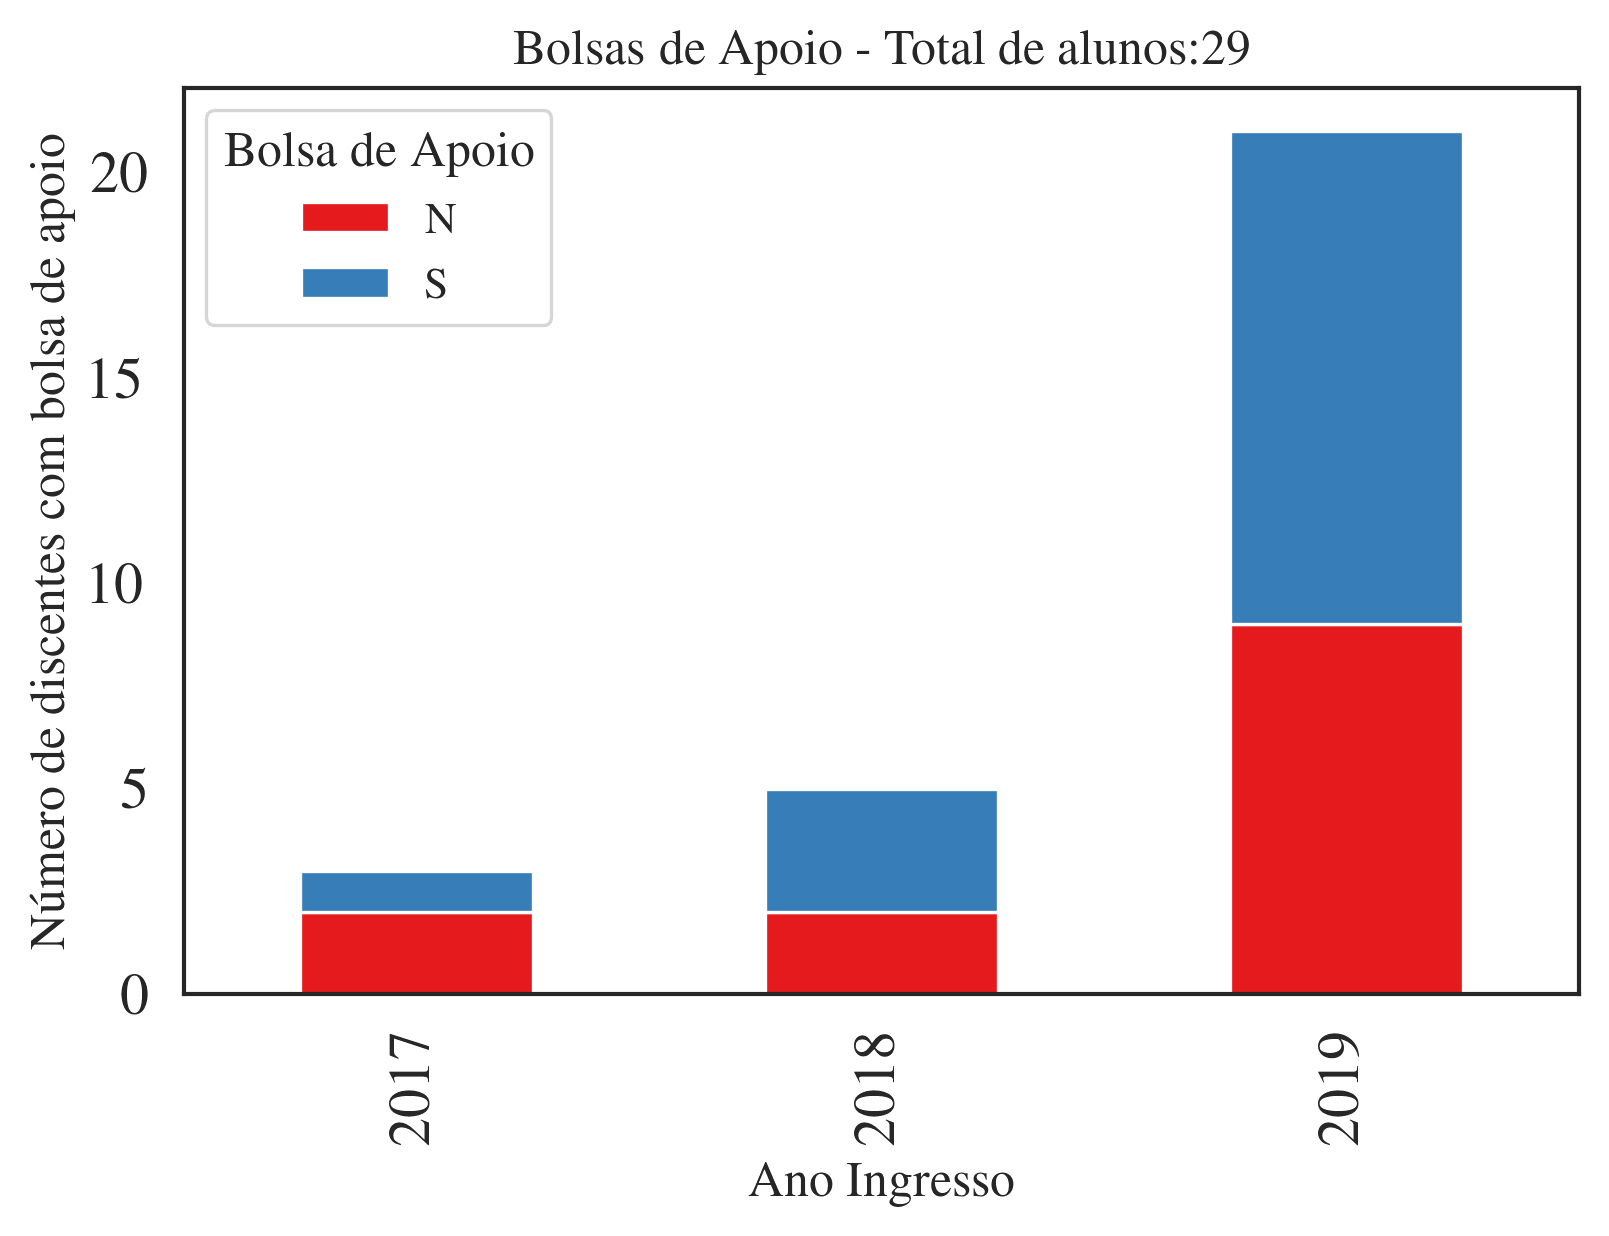 Bolsas de Apoio - Total de alunos:29
Bolsa de Apoio
N
S
Número de discentes com bolsa de apoio
20
15
10
5
0
2017
2018
2019
Ano Ingresso